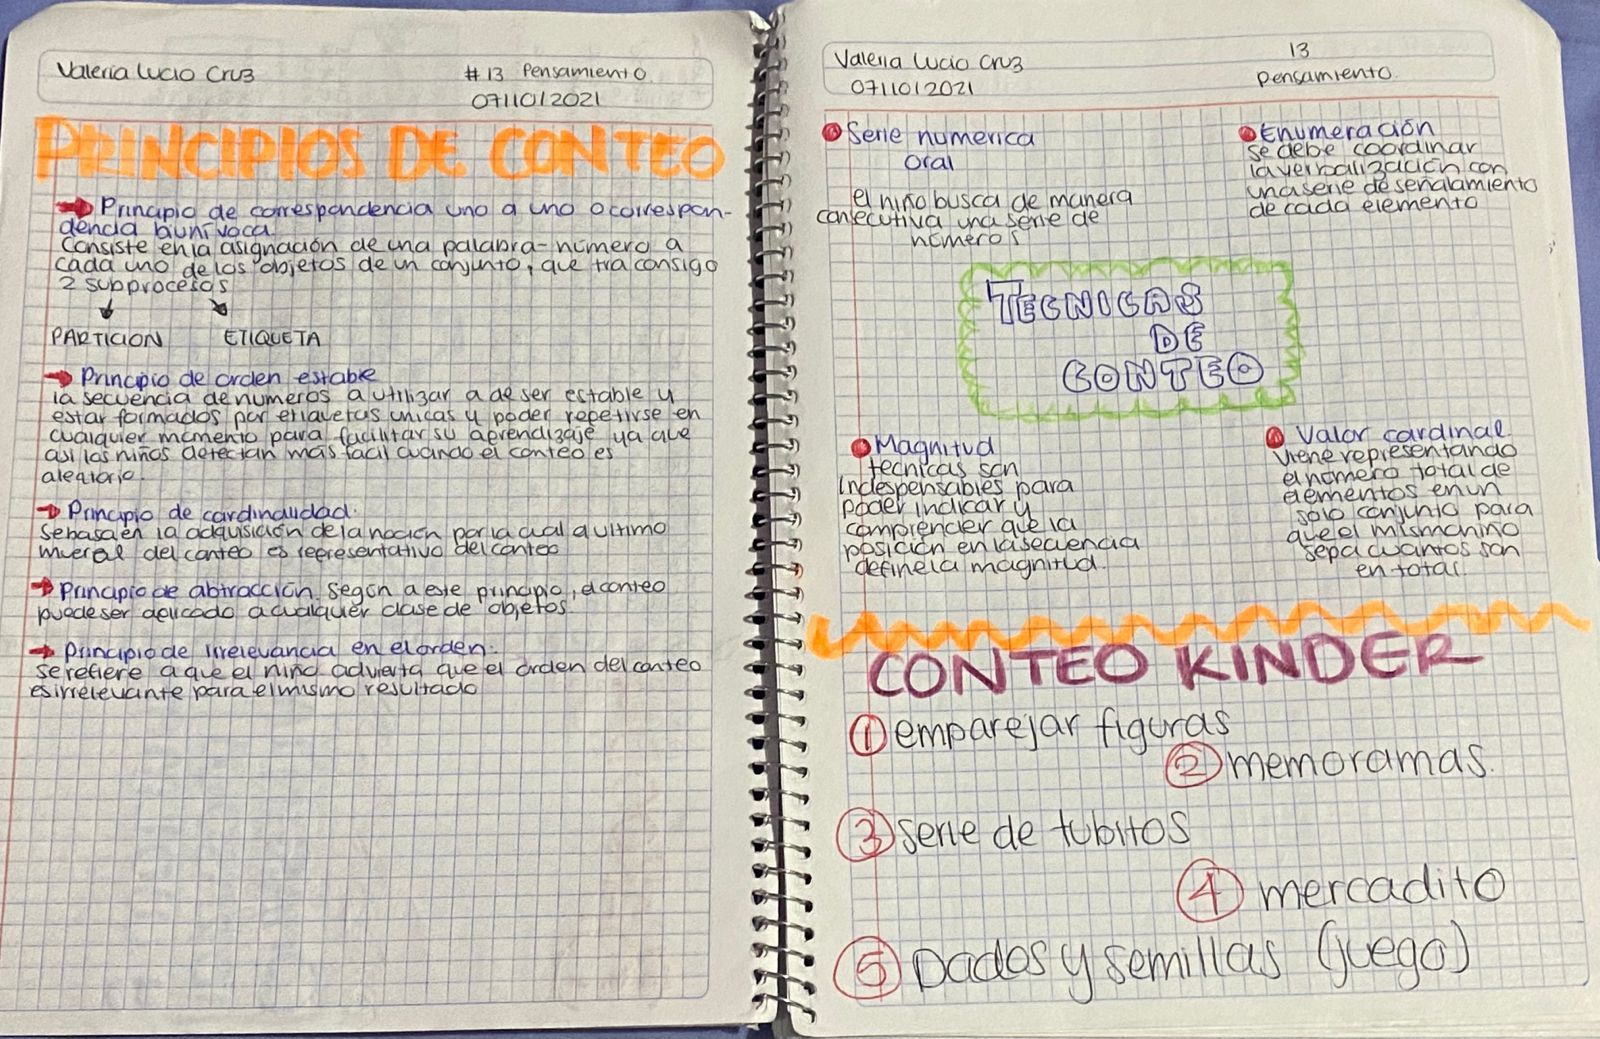 Valeria Lucio Cruz
#13 Pensamiento
07/10/2021
PRINCIPIOS DE CONTEO
Principio de correspondencia uno a uno o correspon-
dencia biunívoca
Consiste en la asignación de una palabra-número a
cada uno de los objetos de un conjunto, que tra consigo
2 subprocesos
PARTICION ETIQUETA
Principio de orden estable
la secuencia de numeros a utilizar a de ser estable y
estar formados por etiquetas unicas y poder repetirse en
cualquier momento para facilitar su aprendizaje ya que
asi los niños detectan mas facil cuando el conteo es
aleatorio.
Principio de cardinalidad.
Se basa en la adquisición de la noción por la cual a ultimo
mueral del conteo es representativo del conteo
Principio de abtracción. Según a este principio, el conteo
puede ser aplicado a cualquier clase de objetos
Principio de irrelevancia en el orden.
se refiere a que el niño advierta que el orden del conteo
es irrelevante para el mismo resultado
Valeria Lucio Cruz
13
07/10/2021
pensamiento.
Serie numerica
oral
el niño busca de manera
consecutiva una serie de
números
Enumeración
se debe coordinar
la verbalización con
una serie de señalamiento
de cada elemento
TECNICAS
DE
CONTEO
Magnitud
tecnicas son
indespensables para
poder indicar y
comprender que la
posición en la secuencia
define la magnitud.
Valor cardinal
viene representando
el número total de
elementos en un
solo conjunto para
que el mismo niño
sepa cuantos son
en total.
CONTEO KINDER
1 emparejar figuras
2 memoramas.
3 serie de tubitos
4 mercadito
5 Dados y semillas (juego)